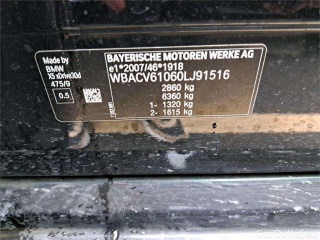 Made by
BMW
X5 xDrive30d
475/9
0.5
BAYERISCHE MOTOREN WERKE AG
e1*2007/46*1918
WBACV61060LJ91516
2860 kg
6360 kg
1- 1320 kg
2- 1615 kg